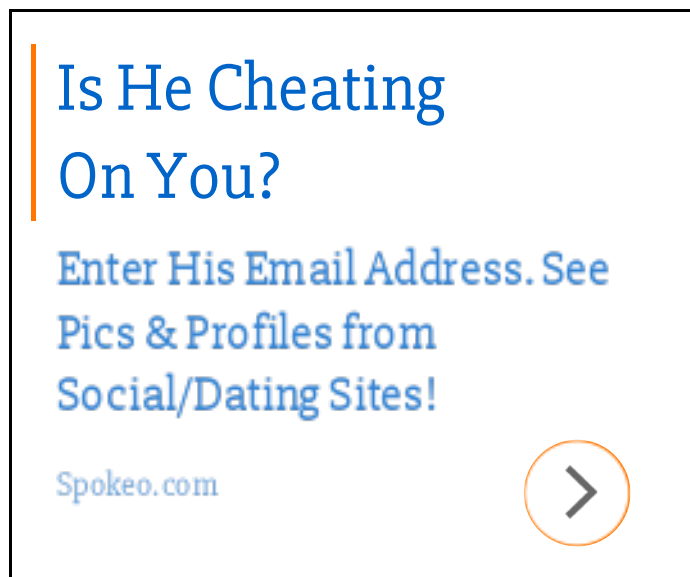 Is He Cheating
On You?
Enter His Email Address. See
Pics & Profiles from
Social/Dating Sites!
Spokeo.com